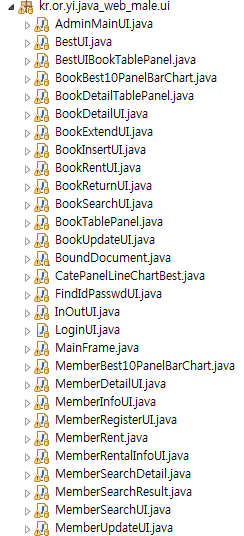 kr.or.yi.java_web_male.ui
AdminMainUI.java
BestUI.java
BestUIBookTablePanel.java
BookBest10PanelBarChart.java
BookDetailTablePanel.java
BookDetailUI.java
BookExtendUI.java
BookInsertUI.java
BookRentUI.java
BookReturnUI.java
BookSearchUI.java
BookTablePanel.java
BookUpdateUI.java
BoundDocument.java
CatePanelLineChartBest.java
FindIdPasswdUI.java
InOutUI.java
LoginUI.java
MainFrame.java
MemberBest10PanelBarChart.java
MemberDetailUI.java
MemberInfoUI.java
MemberRegisterUI.java
MemberRent.java
MemberRentalInfoUI.java
MemberSearchDetail.java
MemberSearchResult.java
MemberSearchUI.java
MemberUpdateUI.java